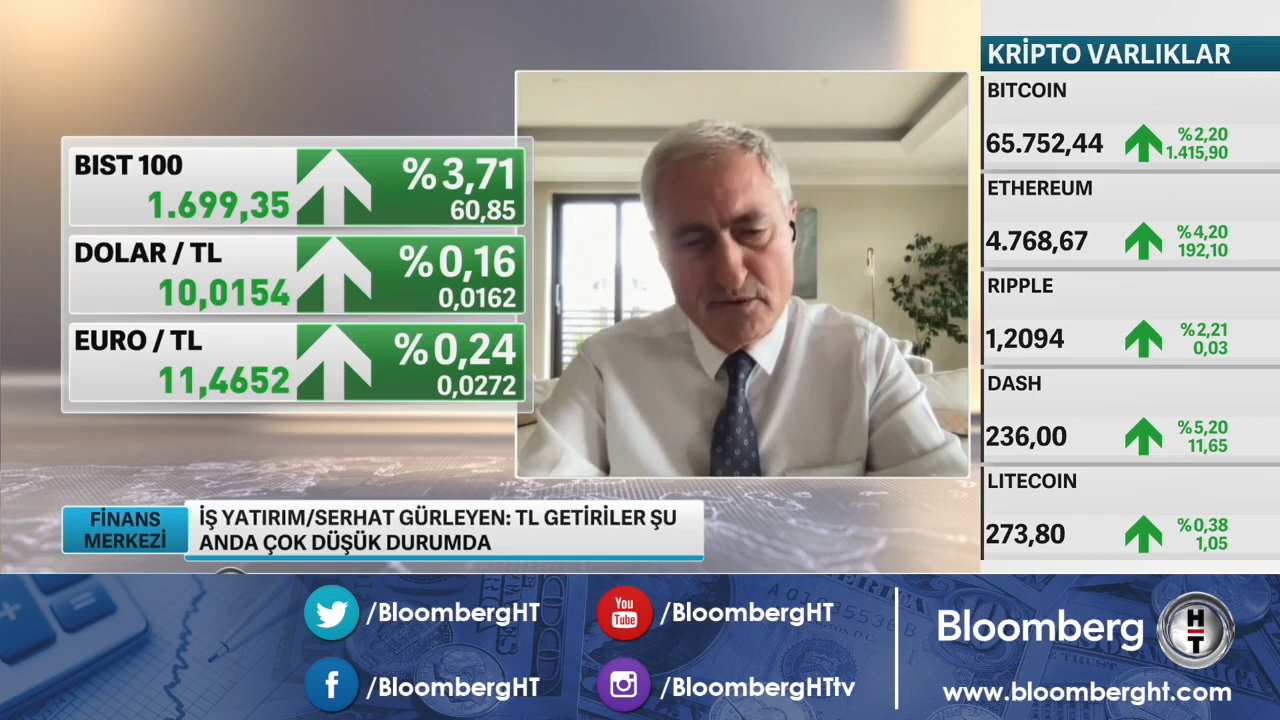 KRİPTO VARLIKLAR
BITCOIN
65.752,44
%2,20
1.415,90
ETHEREUM
4.768,67
%4,20
192,10
RIPPLE
1,2094
%2,21
0,03
DASH
236,00
%5,20
11,65
LITECOIN
273,80
%0,38
1,05
BIST 100
1.699,35
%3,71
60,85
DOLAR / TL
10,0154
%0,16
0,0162
EURO / TL
11,4652
%0,24
0,0272
FİNANS
MERKEZİ
İŞ YATIRIM/SERHAT GÜRLEYEN: TL GETİRİLER ŞU
ANDA ÇOK DÜŞÜK DURUMDA
/BloombergHT
You
Tube
/BloombergHT
/BloombergHT
/BloombergHTtv
Bloomberg
HT
www.bloomberght.com